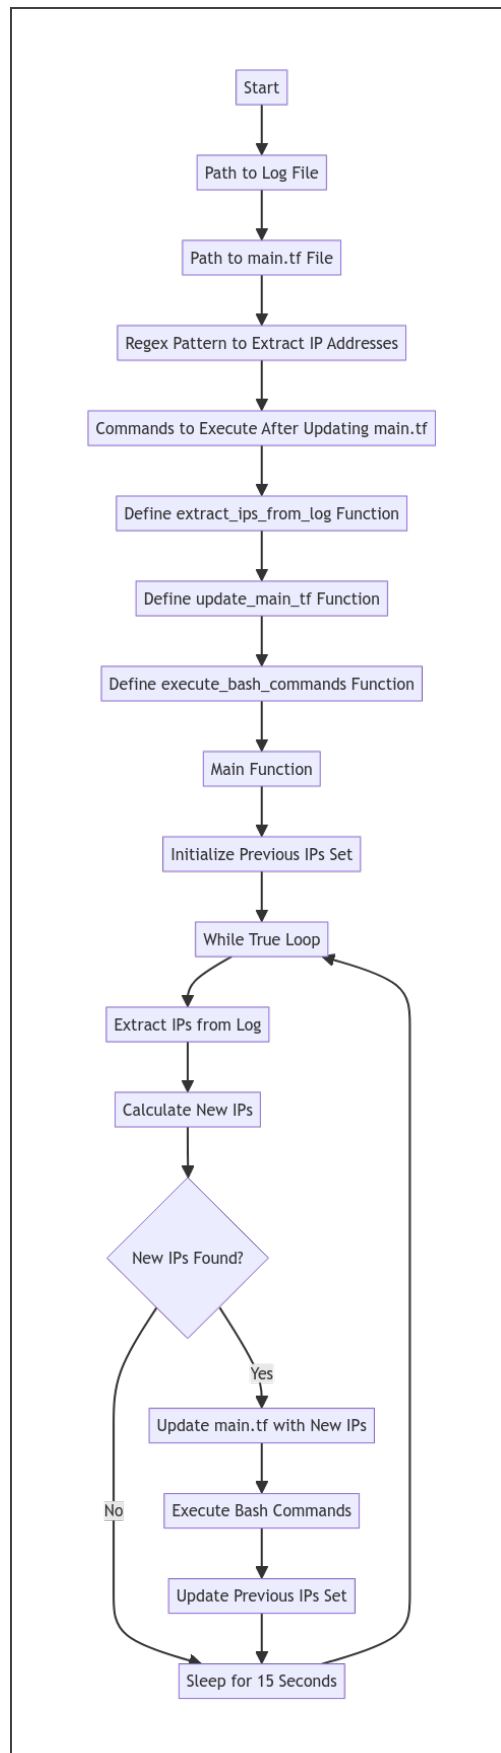 Start
Path to Log File
Path to main.tf File
Regex Pattern to Extract IP Addresses
Commands to Execute After Updating main.tf
Define extract_ips_from_log Function
Define update_main_tf Function
Define execute_bash_commands Function
Main Function
Initialize Previous IPs Set
While True Loop
Extract IPs from Log
Calculate New IPs
New IPs Found?
Yes
Update main.tf with New IPs
No
Execute Bash Commands
Update Previous IPs Set
Sleep for 15 Seconds